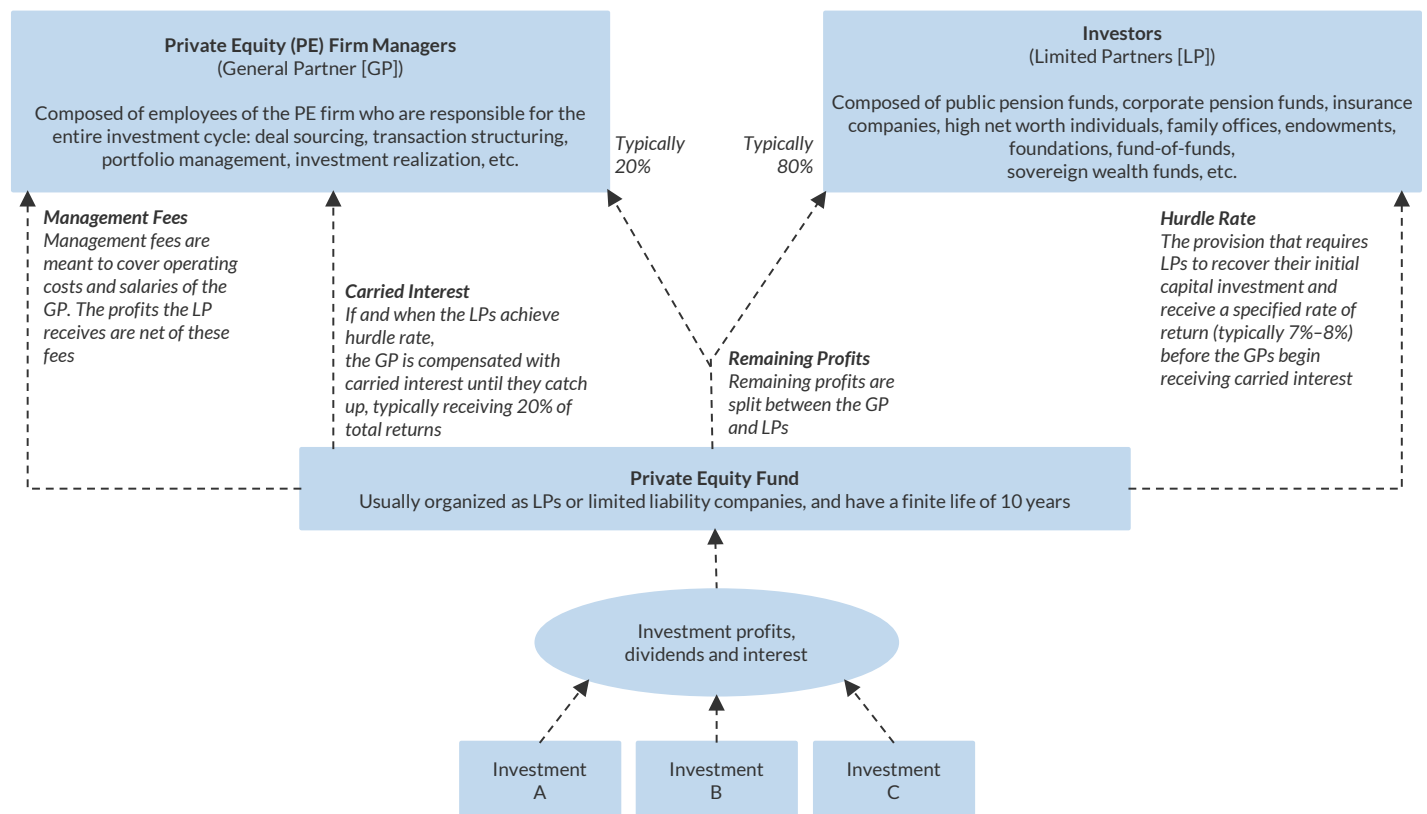 Private Equity (PE) Firm Managers
(General Partner [GP])
Composed of employees of the PE firm who are responsible for the
entire investment cycle: deal sourcing, transaction structuring,
portfolio management, investment realization, etc.
Investors
(Limited Partners [LP])
Composed of public pension funds, corporate pension funds, insurance
companies, high net worth individuals, family offices, endowments,
foundations, fund-of-funds,
sovereign wealth funds, etc.
Typically
20%
Typically
80%
Management Fees
Management fees are
meant to cover operating
costs and salaries of the
GP. The profits the LP
receives are net of these
fees
Carried Interest
If and when the LPs achieve
hurdle rate,
the GP is compensated with
carried interest until they catch
up, typically receiving 20% of
total returns
Remaining Profits
Remaining profits are
split between the GP
and LPs
Hurdle Rate
The provision that requires
LPs to recover their initial
capital investment and
receive a specified rate of
return (typically 7%–8%)
before the GPs begin
receiving carried interest
Private Equity Fund
Usually organized as LPs or limited liability companies, and have a finite life of 10 years
Investment profits,
dividends and interest
Investment
A
Investment
B
Investment
C